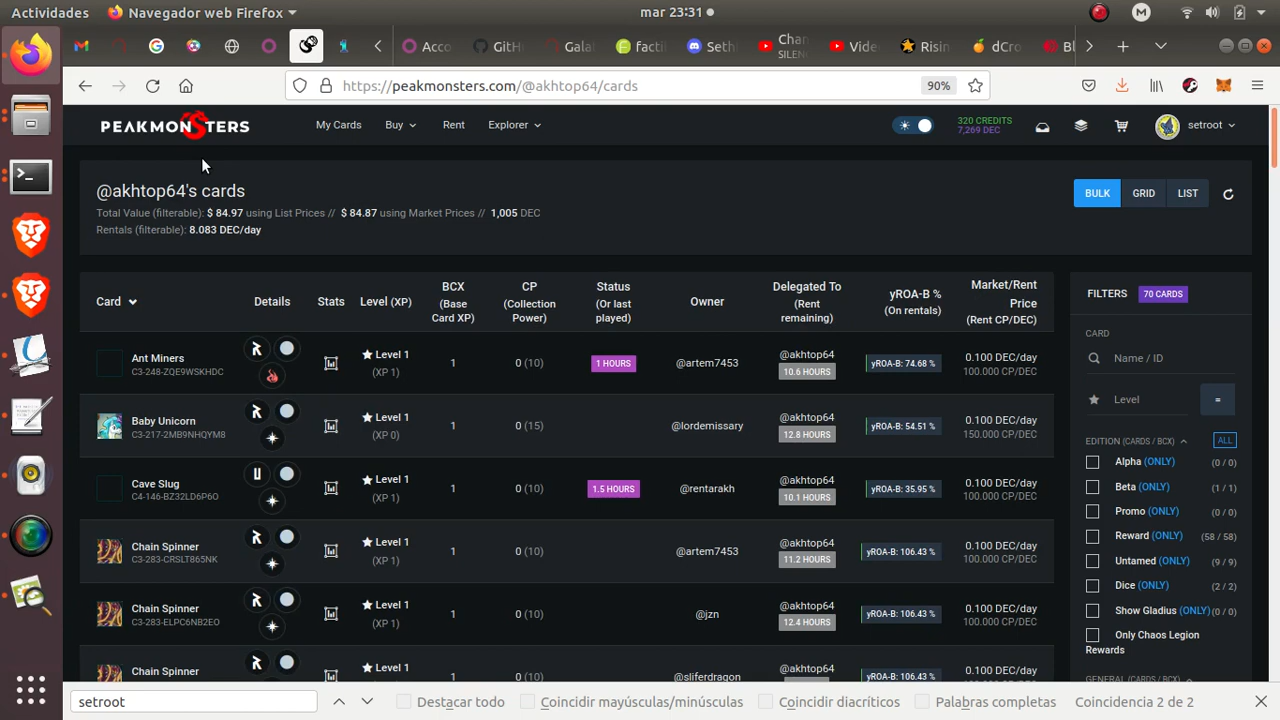 Actividades Navegador web Firefox mar 23:31 M
Acco GitH Gala factil Seth Chan SILENC Vide Risin dCro Bl
https://peakmonsters.com/@akhtop64/cards 90%
PEAKMONSTERS My Cards Buy Rent Explorer 320 CREDITS 7,269 DEC setroot
@akhtop64's cards
Total Value (filterable): $ 84.97 using List Prices // $ 84.87 using Market Prices // 1,005 DEC
Rentals (filterable): 8.083 DEC/day
BULK GRID LIST
Card Details Stats Level (XP) BCX (Base Card XP) CP (Collection Power) Status (Or last played) Owner Delegated To (Rent remaining) yROA-B % (On rentals) Market/Rent Price (Rent CP/DEC)
Ant Miners C3-248-ZQE9WSKHDC Level 1 (XP 1) 1 0 (10) 1 HOURS @artem7453 @akhtop64 10.6 HOURS yROA-B: 74.68 % 0.100 DEC/day 100.000 CP/DEC
Baby Unicorn C3-217-2MB9NHQYM8 Level 1 (XP 0) 1 0 (15) @lordemissary @akhtop64 12.8 HOURS yROA-B: 54.51 % 0.100 DEC/day 150.000 CP/DEC
Cave Slug C4-146-BZ32LD6P6O Level 1 (XP 1) 1 0 (10) 1.5 HOURS @rentarakh @akhtop64 10.1 HOURS yROA-B: 35.95 % 0.100 DEC/day 100.000 CP/DEC
Chain Spinner C3-283-CRSLT865NK Level 1 (XP 1) 1 0 (10) @artem7453 @akhtop64 11.2 HOURS yROA-B: 106.43 % 0.100 DEC/day 100.000 CP/DEC
Chain Spinner C3-283-ELPC6NB2EO Level 1 (XP 1) 1 0 (10) @jzn @akhtop64 12.4 HOURS yROA-B: 106.43 % 0.100 DEC/day 100.000 CP/DEC
Chain Spinner Level 1 1 0 (10) @sliferdragon @akhtop64 yROA-B: 106.43 % 0.100 DEC/day
FILTERS 70 CARDS
CARD
Name / ID
Level =
EDITION (CARDS / BCX) ALL
Alpha (ONLY) (0 / 0)
Beta (ONLY) (1 / 1)
Promo (ONLY) (0 / 0)
Reward (ONLY) (58 / 58)
Untamed (ONLY) (9 / 9)
Dice (ONLY) (2 / 2)
Show Gladius (ONLY) (0 / 0)
Only Chaos Legion
Rewards
GENERAL (CARDS / BCX)
setroot Destacar todo Coincidir mayúsculas/minúsculas Coincidir diacríticos Palabras completas Coincidencia 2 de 2